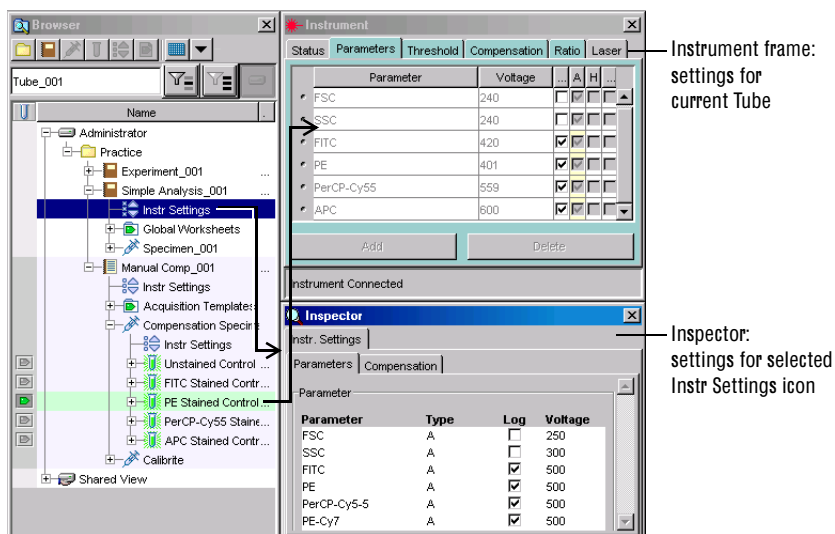 Browser
Tube_001
Name
Administrator
Practice
Experiment_001 ...
Simple Analysis_001 ...
Instr Settings
Global Worksheets
Specimen_001
Manual Comp_001 ...
Instr Settings
Acquisition Templates
Compensation Specim
Instr Settings
Unstained Control ...
FITC Stained Contr...
PE Stained Control...
PerCP-Cy55 Staine...
APC Stained Contr...
Calibrite
Shared View
Instrument
Status Parameters Threshold Compensation Ratio Laser
Parameter Voltage ... A H ...
FSC 240
SSC 240
FITC 420
PE 401
PerCP-Cy55 559
APC 600
Add Delete
Instrument Connected
Inspector
Instr. Settings
Parameters Compensation
Parameter
Parameter Type Log Voltage
FSC A 250
SSC A 300
FITC A 500
PE A 500
PerCP-Cy5-5 A 500
PE-Cy7 A 500
Instrument frame:
settings for
current Tube
Inspector:
settings for selected
Instr Settings icon